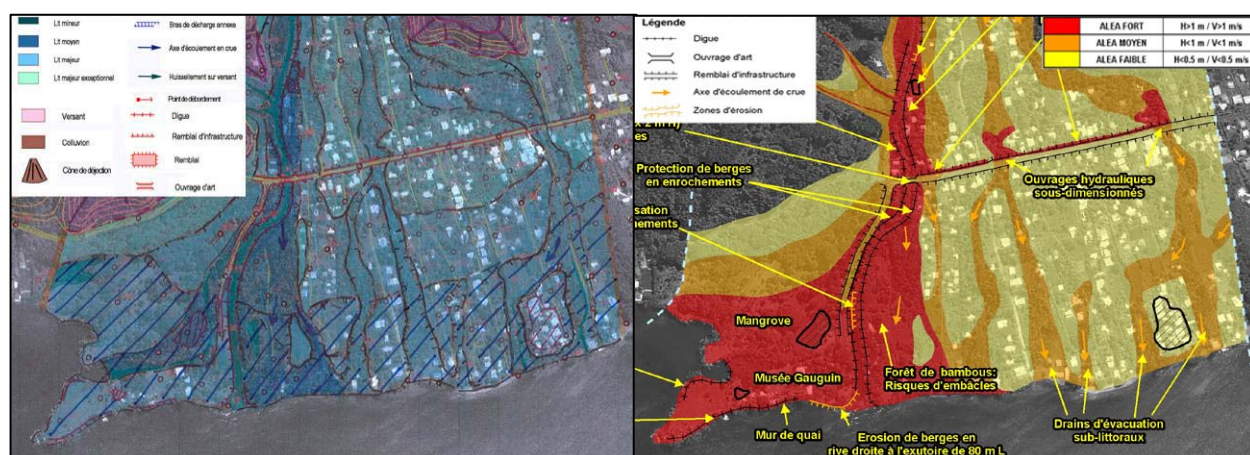 Lit mineur
Lit moyen
Lit majeur
Lit majeur exceptionnel
Versant
Colluvion
Cône de déjection
Bras de décharge annexe
Axe d'écoulement en crue
Ruissellement sur versant
Point de débordement
Digue
Remblai d'infrastructure
Remblai
Ouvrage d'art
Légende
Digue
Ouvrage d'art
Remblai d'infrastructure
Axe d'écoulement de crue
Zones d'érosion
ALEA FORT H>1 m / V>1 m/s
ALEA MOYEN H<1 m / V<1 m/s
ALEA FAIBLE H<0.5 m / V<0.5 m/s
x 2 m H)
es
Protection de berges
en enrochements
isation
nements
Ouvrages hydrauliques
sous-dimensionnés
Mangrove
Musée Gauguin
Forêt de bambous:
Risques d'embâcles
Mur de quai
Erosion de berges en
rive droite à l'exutoire de 80 m L
Drains d'évacuation
sub-littoraux